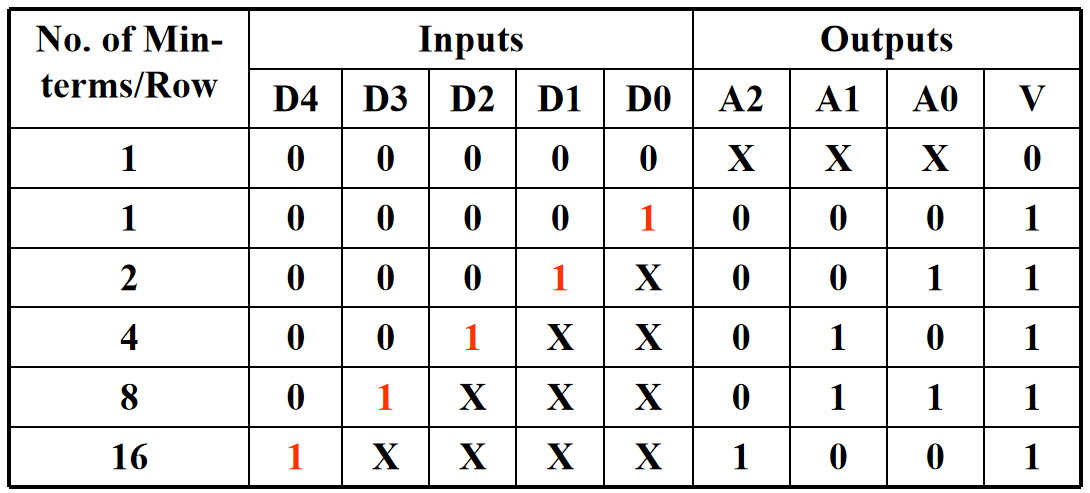 No. of Min- Inputs Outputs
terms/Row D4 D3 D2 D1 D0 A2 A1 A0 V
1 0 0 0 0 0 X X X 0
1 0 0 0 0 1 0 0 0 1
2 0 0 0 1 X 0 0 1 1
4 0 0 1 X X 0 1 0 1
8 0 1 X X X 0 1 1 1
16 1 X X X X 1 0 0 1